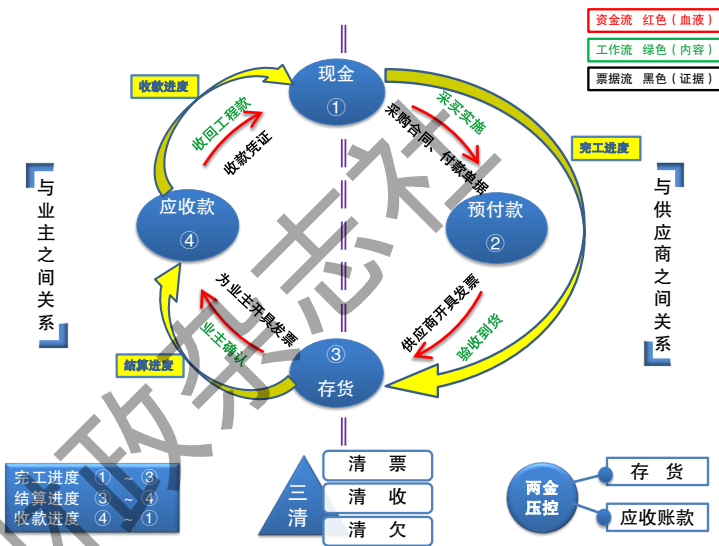 资金流 红色（血液）
工作流 绿色（内容）
票据流 黑色（证据）
现金
①
收款进度
收回工程款
收款凭证
采买实施
采购合同、付款单据
完工进度
与业主之间关系
应收款
④
预付款
②
与供应商之间关系
为业主开具发票
业主确认
供应商开具发票
验收到货
结算进度
③
存货
完工进度 ① ~ ③
结算进度 ③ ~ ④
收款进度 ④ ~ ①
三清
清 票
清 收
清 欠
两金
压控
存 货
应收账款
财政杂志社